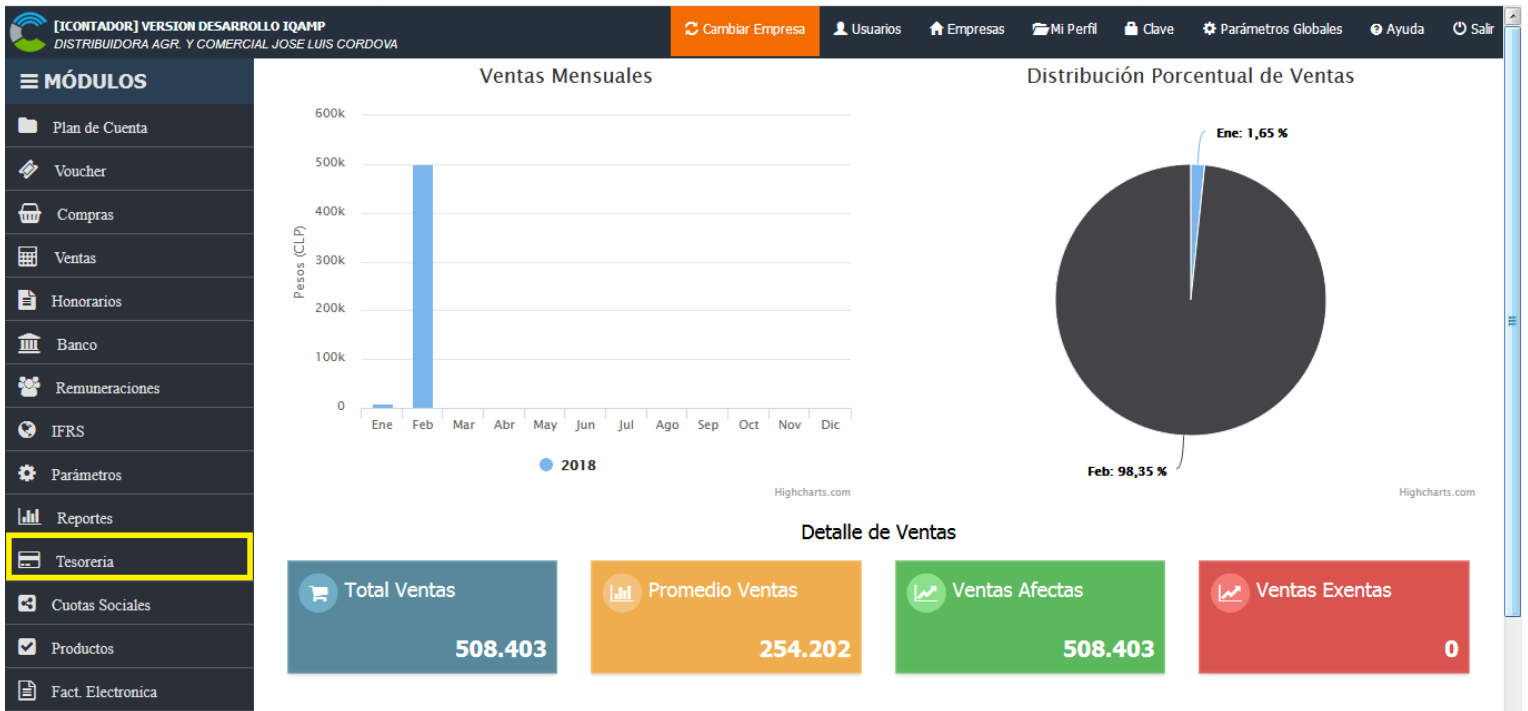 [ICONTADOR] VERSION DESARROLLO IQAMP
DISTRIBUIDORA AGR. Y COMERCIAL JOSE LUIS CORDOVA
Cambiar Empresa
Usuarios
Empresas
Mi Perfil
Clave
Parámetros Globales
Ayuda
Salir
MÓDULOS
Plan de Cuenta
Voucher
Compras
Ventas
Honorarios
Banco
Remuneraciones
IFRS
Parámetros
Reportes
Tesoreria
Cuotas Sociales
Productos
Fact. Electronica
Ventas Mensuales
600k
500k
400k
300k
200k
100k
0
Pesos (CLP)
Ene Feb Mar Abr May Jun Jul Ago Sep Oct Nov Dic
2018
Highcharts.com
Distribución Porcentual de Ventas
Ene: 1,65 %
Feb: 98,35 %
Highcharts.com
Detalle de Ventas
Total Ventas
508.403
Promedio Ventas
254.202
Ventas Afectas
508.403
Ventas Exentas
0